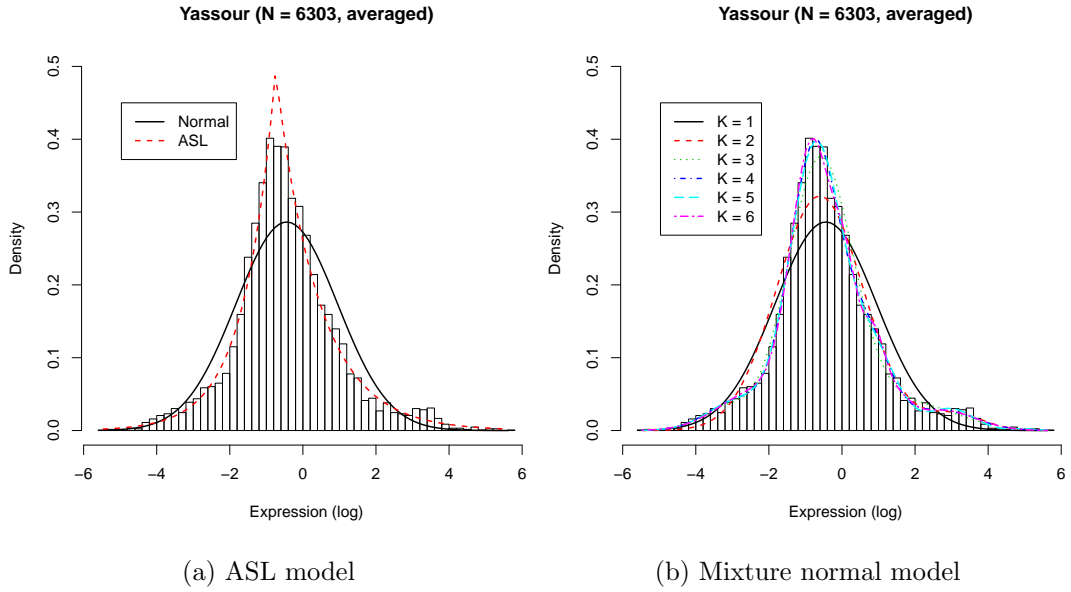 Yassour (N = 6303, averaged)
Density
0.0 0.1 0.2 0.3 0.4 0.5
Normal
ASL
−6 −4 −2 0 2 4 6
Expression (log)
(a) ASL model
Yassour (N = 6303, averaged)
Density
0.0 0.1 0.2 0.3 0.4 0.5
K = 1
K = 2
K = 3
K = 4
K = 5
K = 6
−6 −4 −2 0 2 4 6
Expression (log)
(b) Mixture normal model